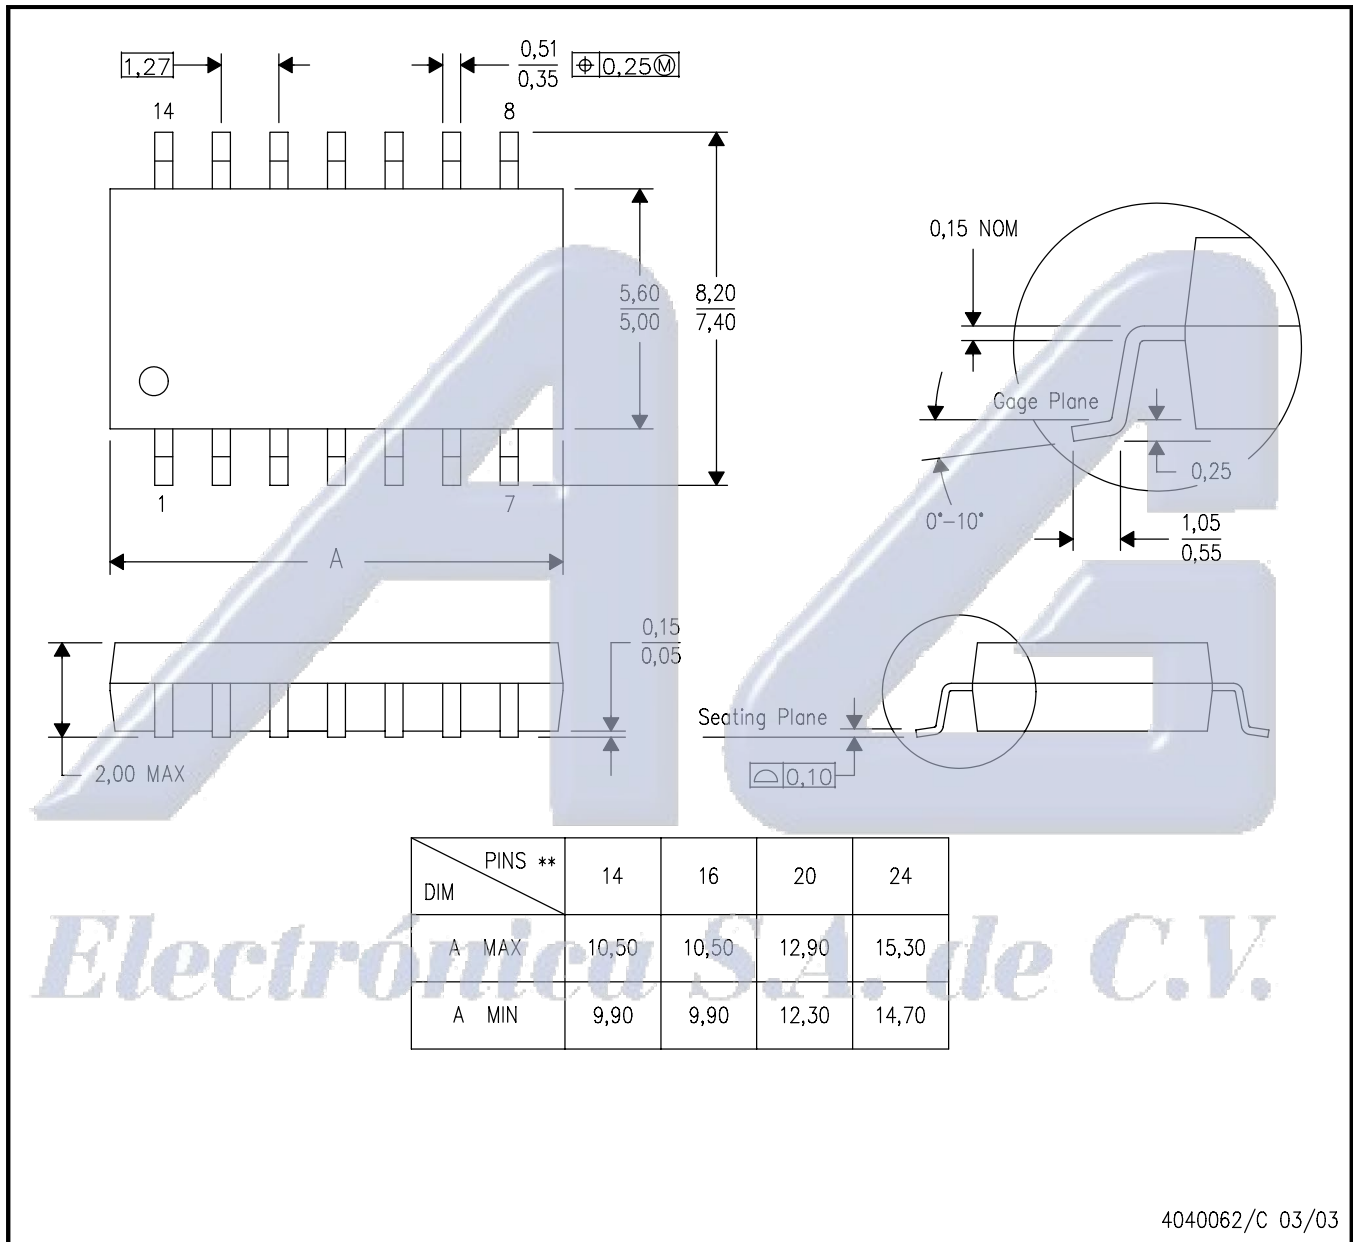 1,27
0,51
0,35
0,25 Ⓜ
14
8
0,15 NOM
5,60
5,00
8,20
7,40
Gage Plane
0,25
1
7
0°–10°
1,05
0,55
A
0,15
0,05
Seating Plane
2,00 MAX
0,10
PINS **
DIM
14 16 20 24
A MAX 10,50 10,50 12,90 15,30
A MIN 9,90 9,90 12,30 14,70
Electrónica S.A. de C.V.
4040062/C 03/03